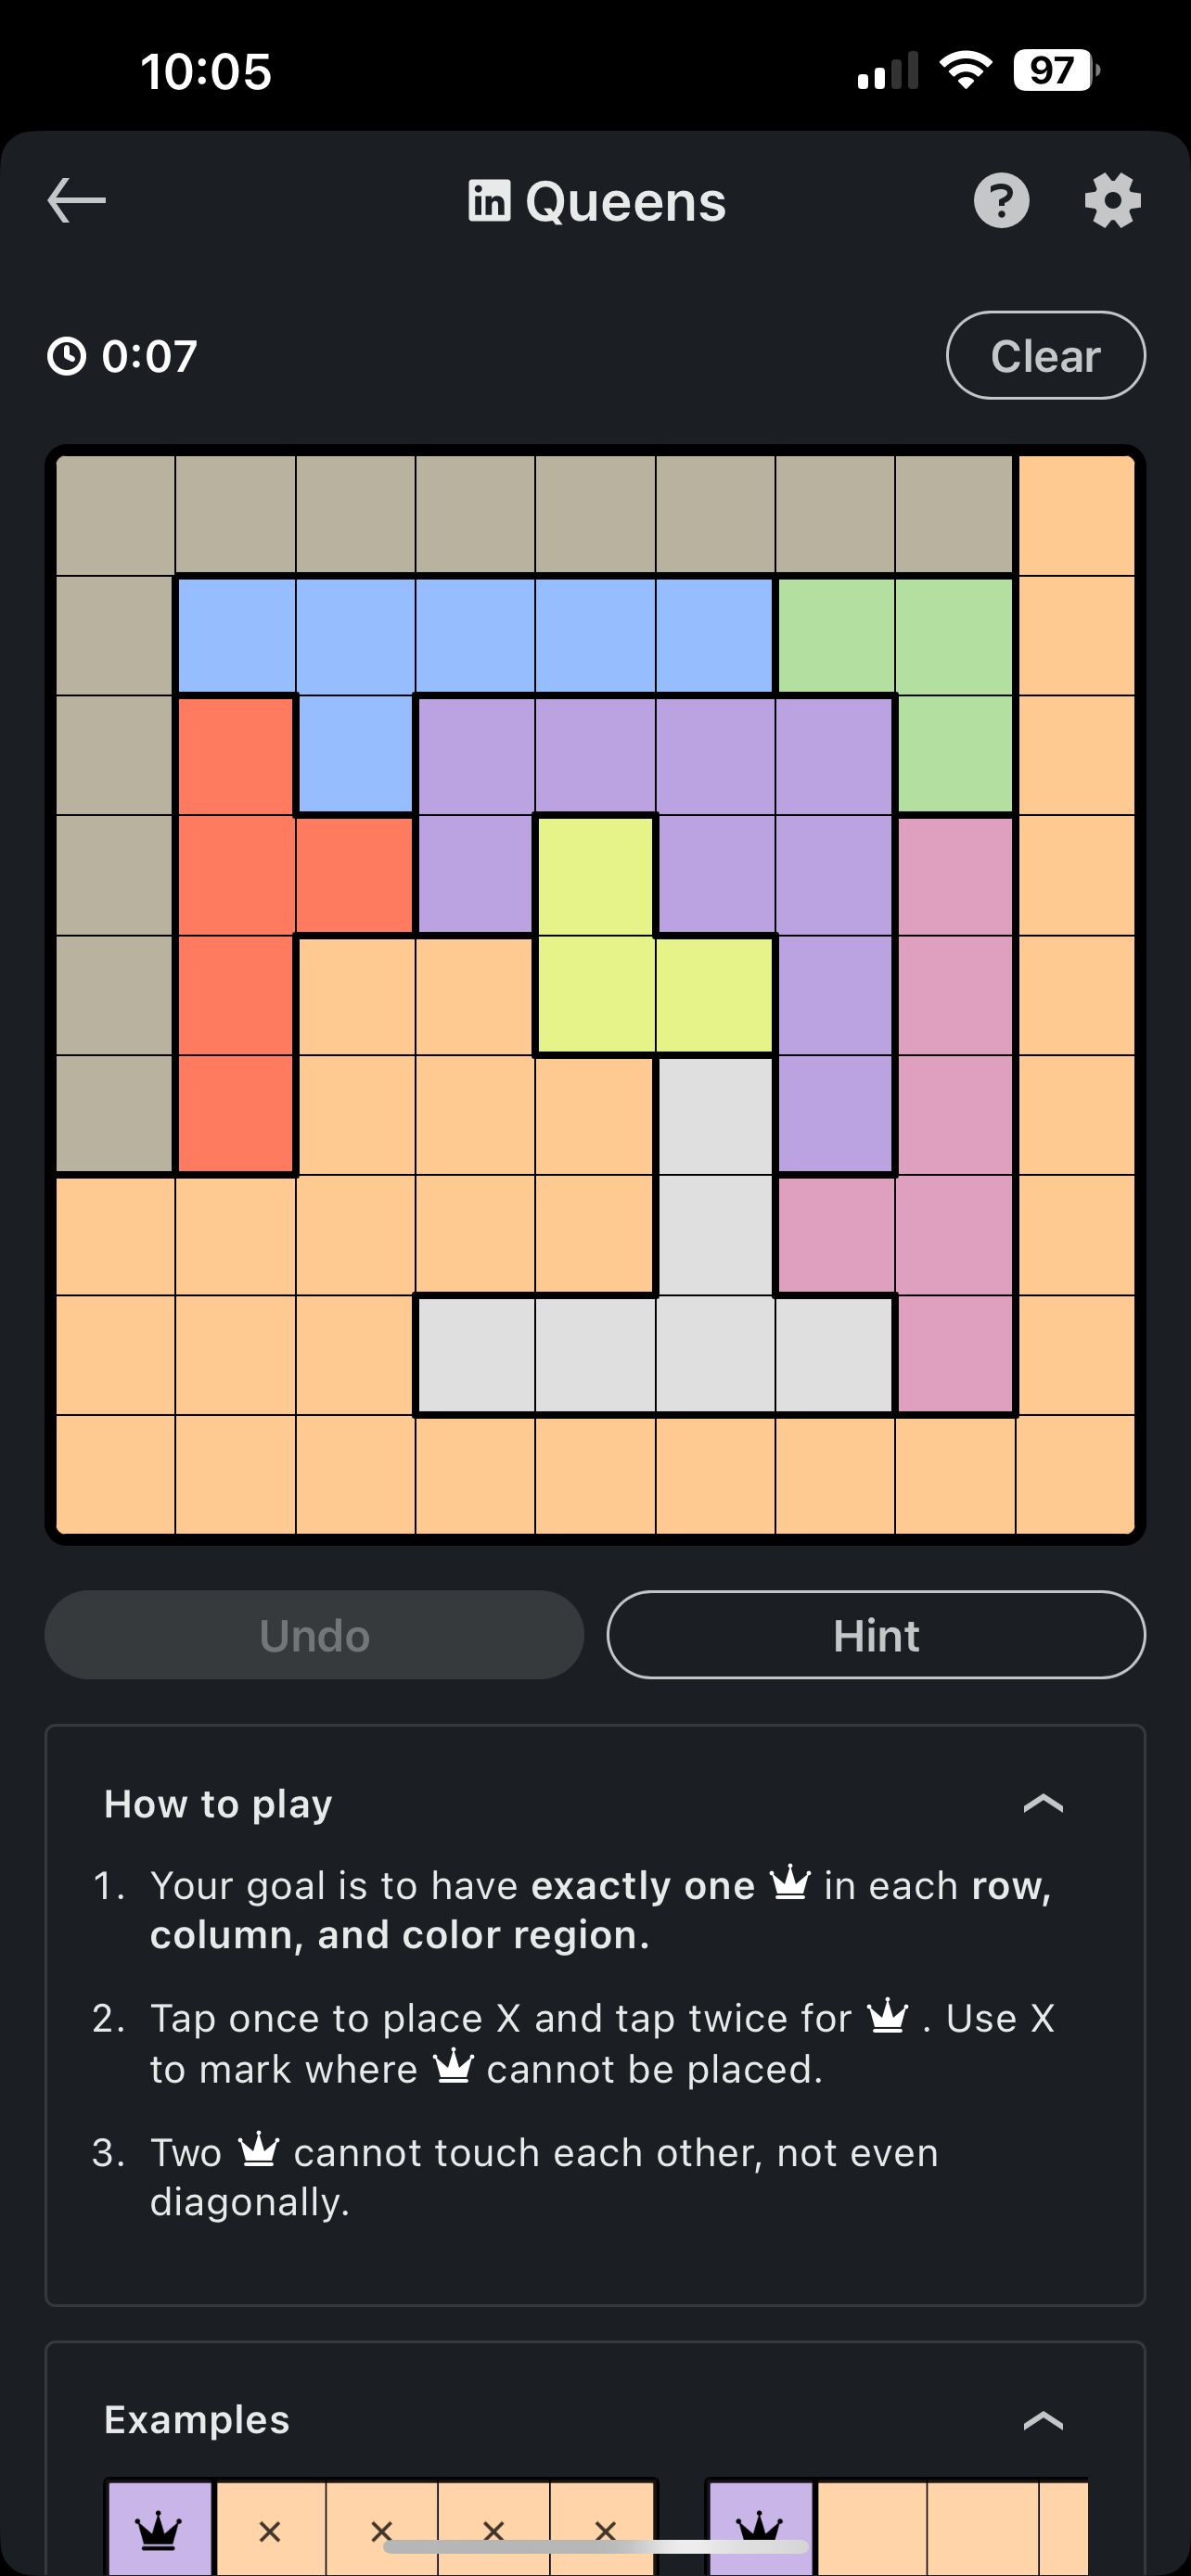 10:05
97
in Queens
?
0:07
Clear
Undo
Hint
How to play
1. Your goal is to have exactly one in each row,
column, and color region.
2. Tap once to place X and tap twice for . Use X
to mark where cannot be placed.
3. Two cannot touch each other, not even
diagonally.
Examples
× × × ×